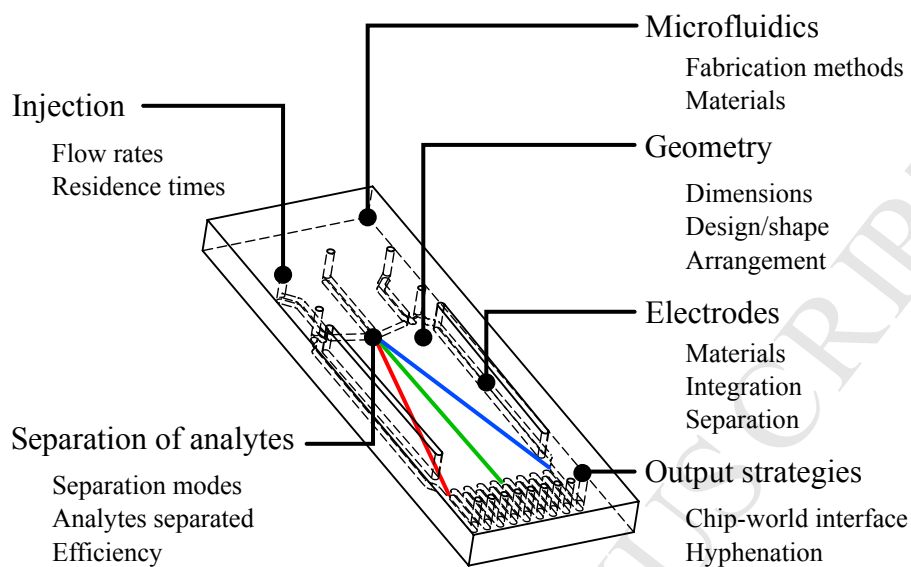 Microfluidics
Fabrication methods
Materials
Injection
Flow rates
Residence times
Geometry
Dimensions
Design/shape
Arrangement
Electrodes
Materials
Integration
Separation
Separation of analytes
Separation modes
Analytes separated
Efficiency
Output strategies
Chip-world interface
Hyphenation
USCRIP